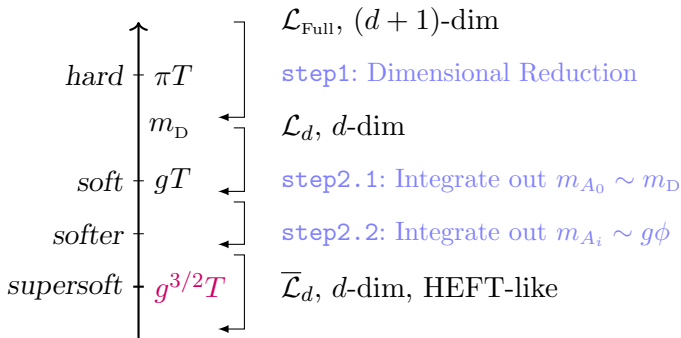 𝓛_Full, (d + 1)-dim
hard πT step1: Dimensional Reduction
m_D
𝓛_d, d-dim
soft gT step2.1: Integrate out m_{A_0} ∼ m_D
softer step2.2: Integrate out m_{A_i} ∼ gϕ
supersoft g^{3/2}T 𝓛̅_d, d-dim, HEFT-like